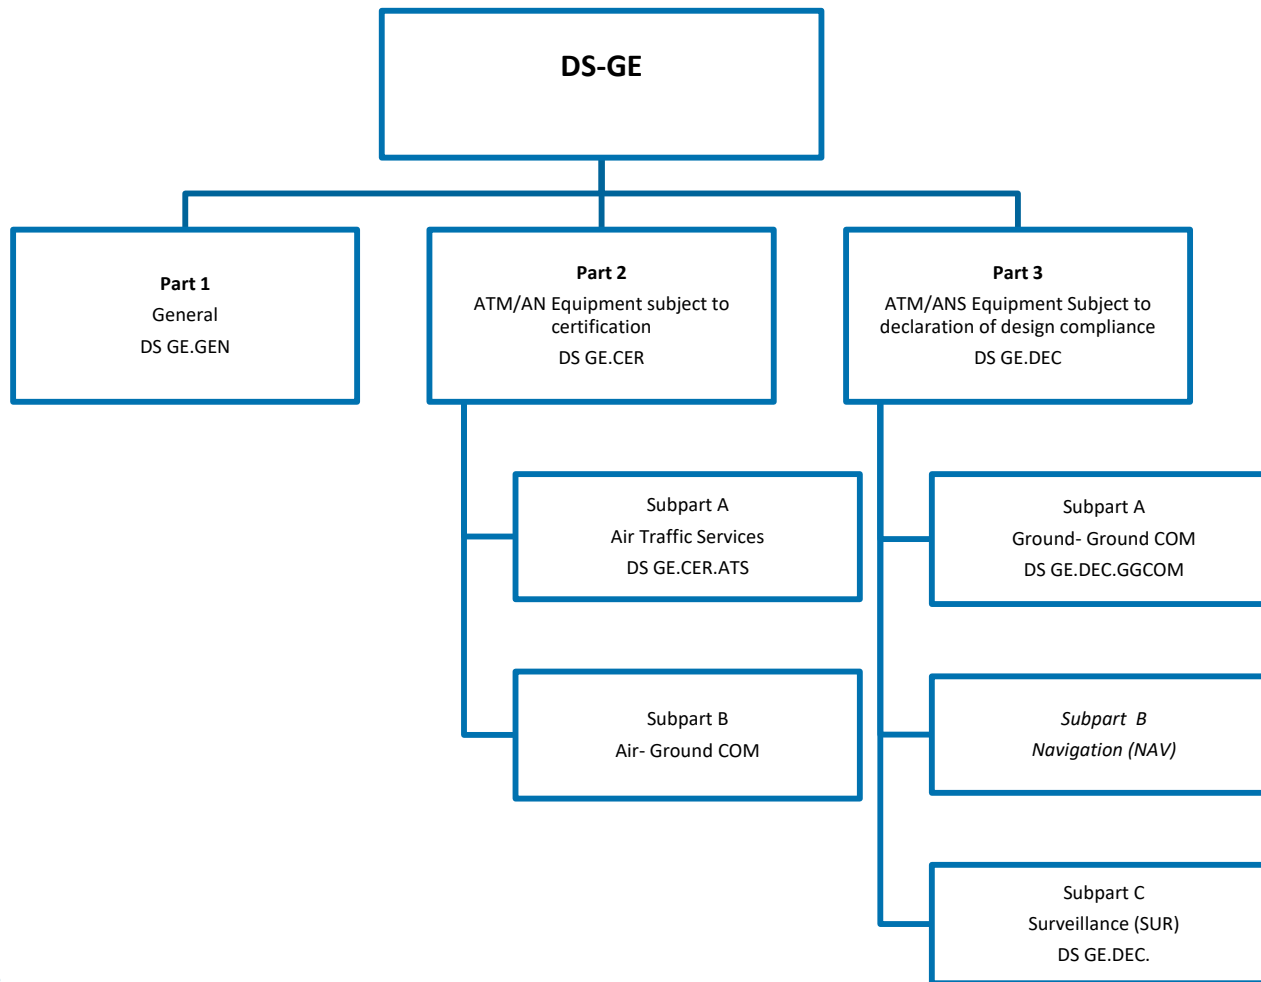 DS-GE
Part 1
General
DS GE.GEN
Part 2
ATM/AN Equipment subject to
certification
DS GE.CER
Part 3
ATM/ANS Equipment Subject to
declaration of design compliance
DS GE.DEC
Subpart A
Air Traffic Services
DS GE.CER.ATS
Subpart B
Air- Ground COM
Subpart A
Ground- Ground COM
DS GE.DEC.GGCOM
Subpart B
Navigation (NAV)
Subpart C
Surveillance (SUR)
DS GE.DEC.